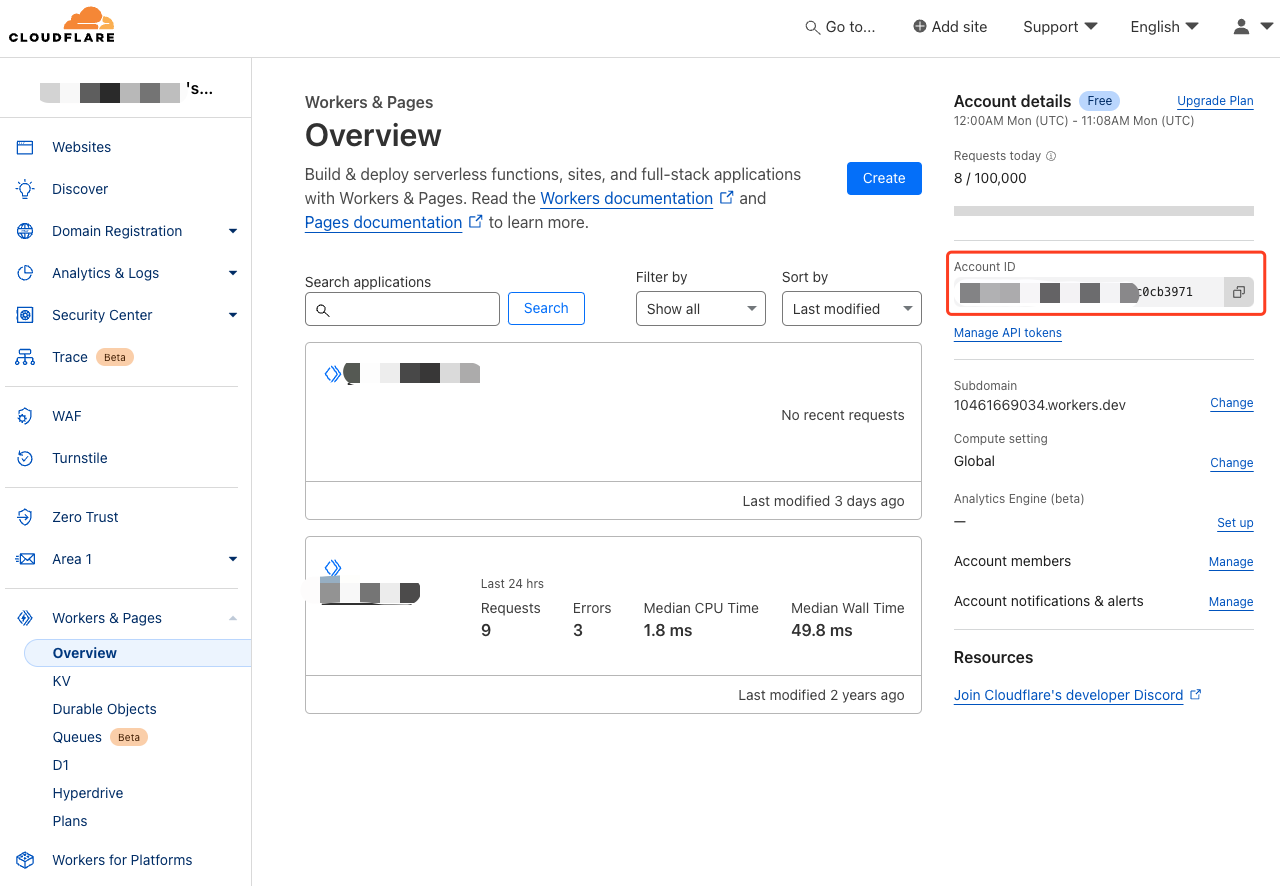 CLOUDFLARE
Go to...
Add site
Support
English
's...
Websites
Discover
Domain Registration
Analytics & Logs
Security Center
Trace Beta
WAF
Turnstile
Zero Trust
Area 1
Workers & Pages
Overview
KV
Durable Objects
Queues Beta
D1
Hyperdrive
Plans
Workers for Platforms
Workers & Pages
Overview
Build & deploy serverless functions, sites, and full-stack applications
with Workers & Pages. Read the Workers documentation and
Pages documentation to learn more.
Create
Search applications
Search
Filter by
Show all
Sort by
Last modified
No recent requests
Last modified 3 days ago
Last 24 hrs
Requests Errors Median CPU Time Median Wall Time
9 3 1.8 ms 49.8 ms
Last modified 2 years ago
Account details Free Upgrade Plan
12:00AM Mon (UTC) - 11:08AM Mon (UTC)
Requests today
8 / 100,000
Account ID
c0cb3971
Manage API tokens
Subdomain
10461669034.workers.dev Change
Compute setting
Global Change
Analytics Engine (beta)
— Set up
Account members Manage
Account notifications & alerts Manage
Resources
Join Cloudflare's developer Discord